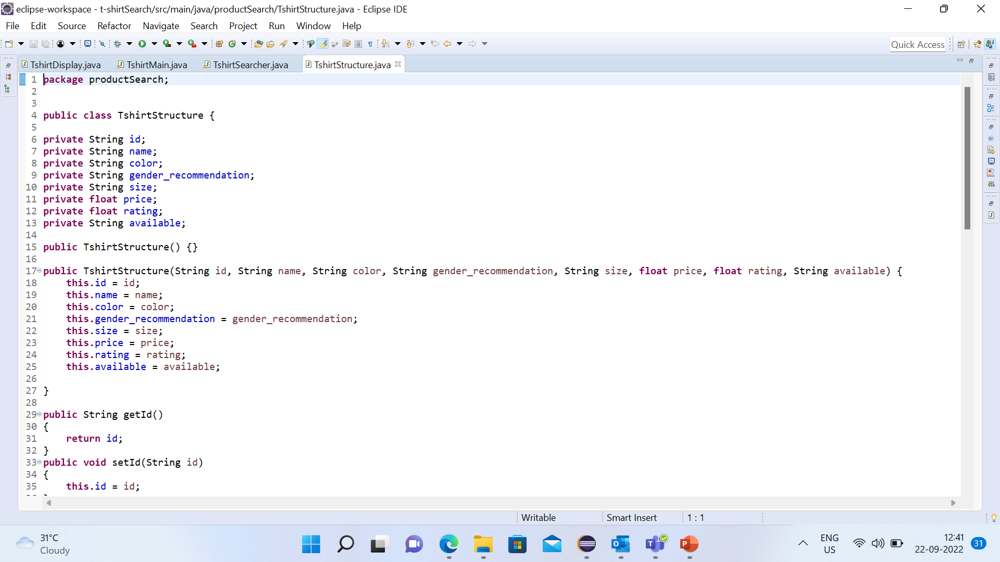 eclipse-workspace - t-shirtSearch/src/main/java/productSearch/TshirtStructure.java - Eclipse IDE
File Edit Source Refactor Navigate Search Project Run Window Help
Quick Access
TshirtDisplay.java TshirtMain.java TshirtSearcher.java TshirtStructure.java
1 package productSearch;
2
3
4 public class TshirtStructure {
5
6 private String id;
7 private String name;
8 private String color;
9 private String gender_recommendation;
10 private String size;
11 private float price;
12 private float rating;
13 private String available;
14
15 public TshirtStructure() {}
16
17 public TshirtStructure(String id, String name, String color, String gender_recommendation, String size, float price, float rating, String available) {
18 this.id = id;
19 this.name = name;
20 this.color = color;
21 this.gender_recommendation = gender_recommendation;
22 this.size = size;
23 this.price = price;
24 this.rating = rating;
25 this.available = available;
26
27 }
28
29 public String getId()
30 {
31 return id;
32 }
33 public void setId(String id)
34 {
35 this.id = id;
Writable Smart Insert 1 : 1
31°C
Cloudy
ENG
US
12:41
22-09-2022
31